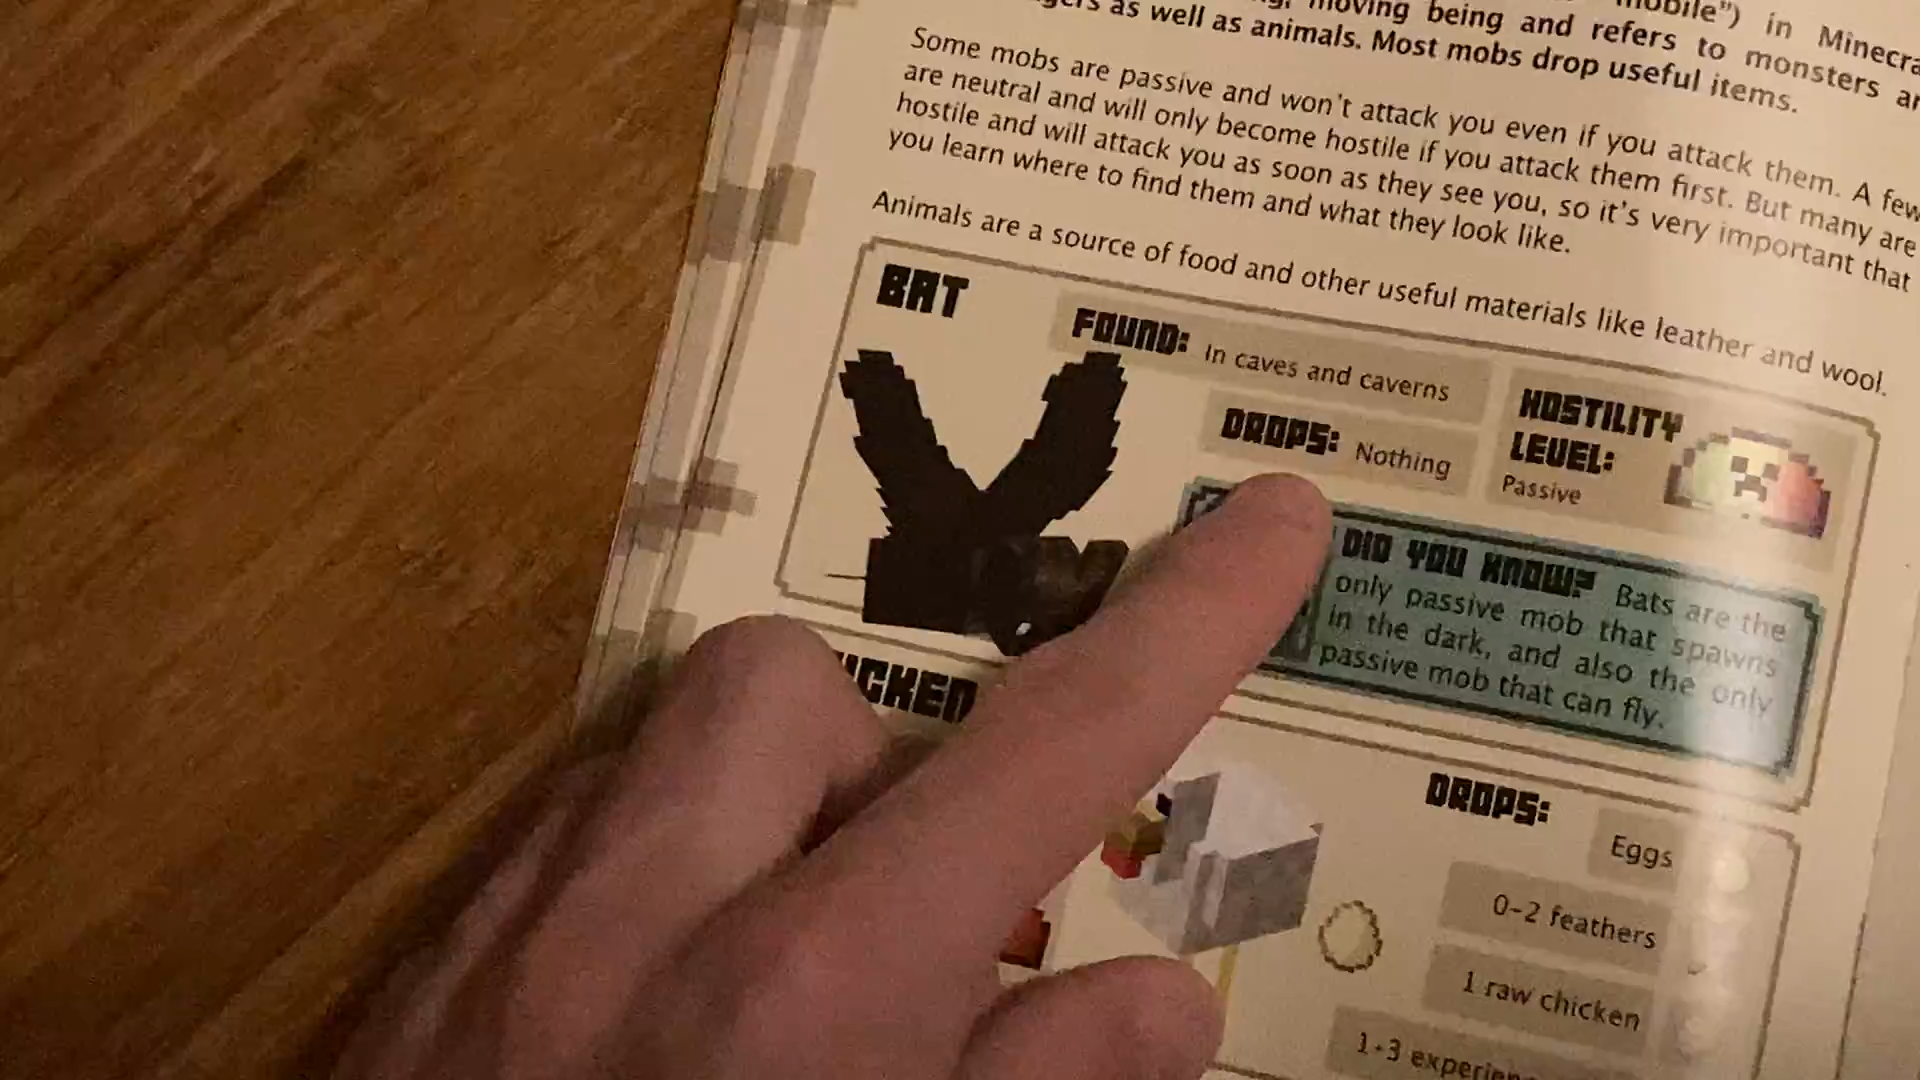 mobile") in Minecra
moving being and refers to monsters an
as well as animals. Most mobs drop useful items.
Some mobs are passive and won't attack you even if you attack them. A few
are neutral and will only become hostile if you attack them first. But many are
hostile and will attack you as soon as they see you, so it's very important that
you learn where to find them and what they look like.
Animals are a source of food and other useful materials like leather and wool.
BAT
FOUND: In caves and caverns
DROPS: Nothing
HOSTILITY
LEVEL:
Passive
DID YOU KNOW? Bats are the
only passive mob that spawns
in the dark, and also the only
passive mob that can fly.
ICKEN
DROPS:
Eggs
0-2 feathers
1 raw chicken
1-3 experien